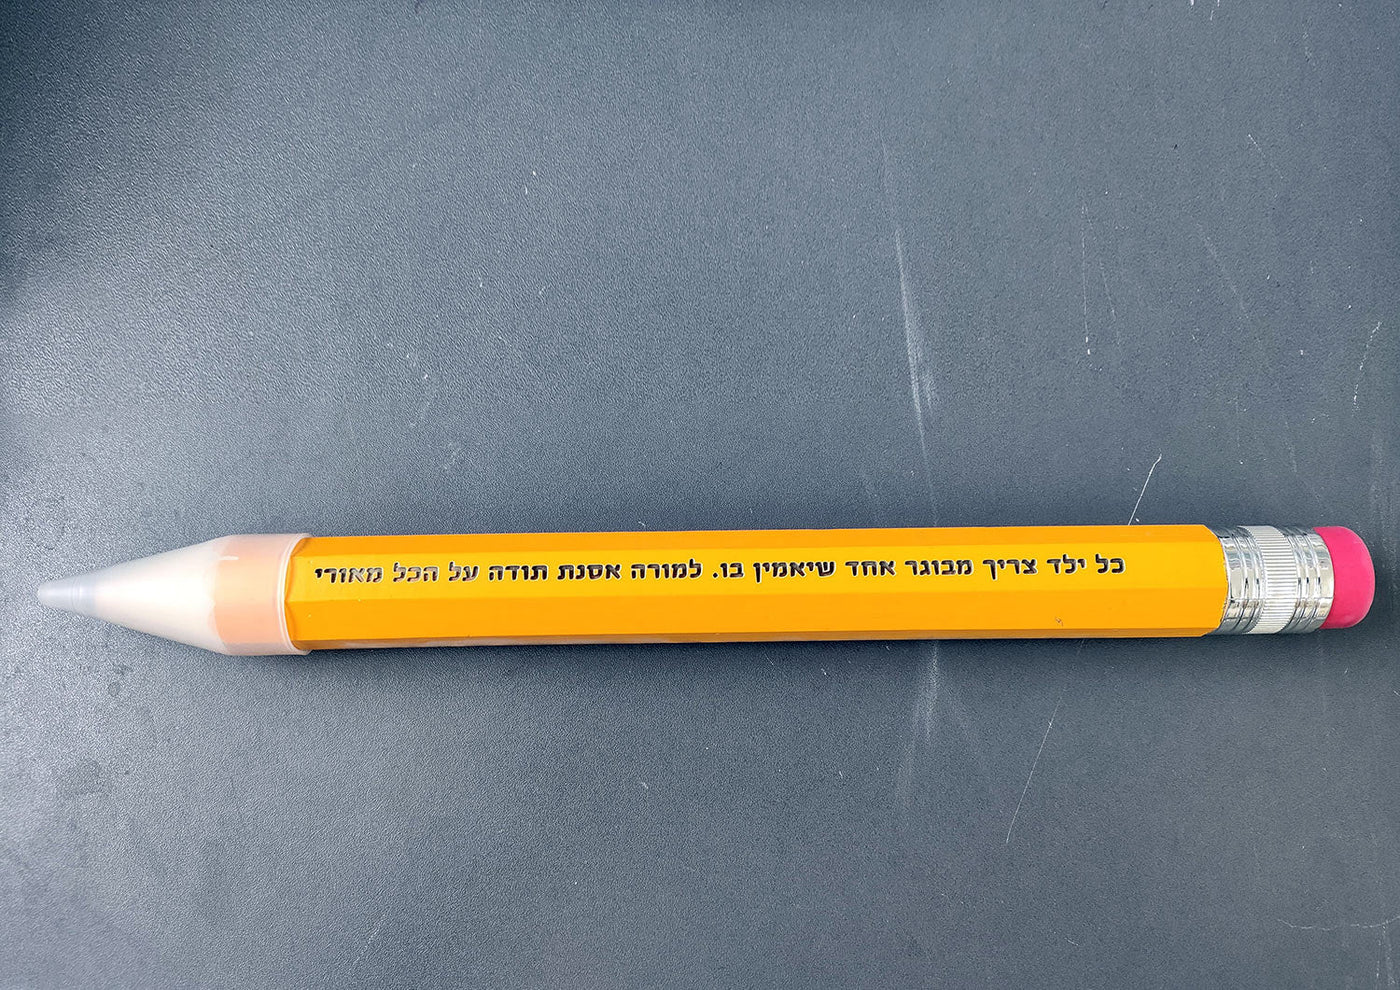 כל ילד צריך מבוגר אחד שיאמין בו. למורה אסנת תודה על הכל מאורי